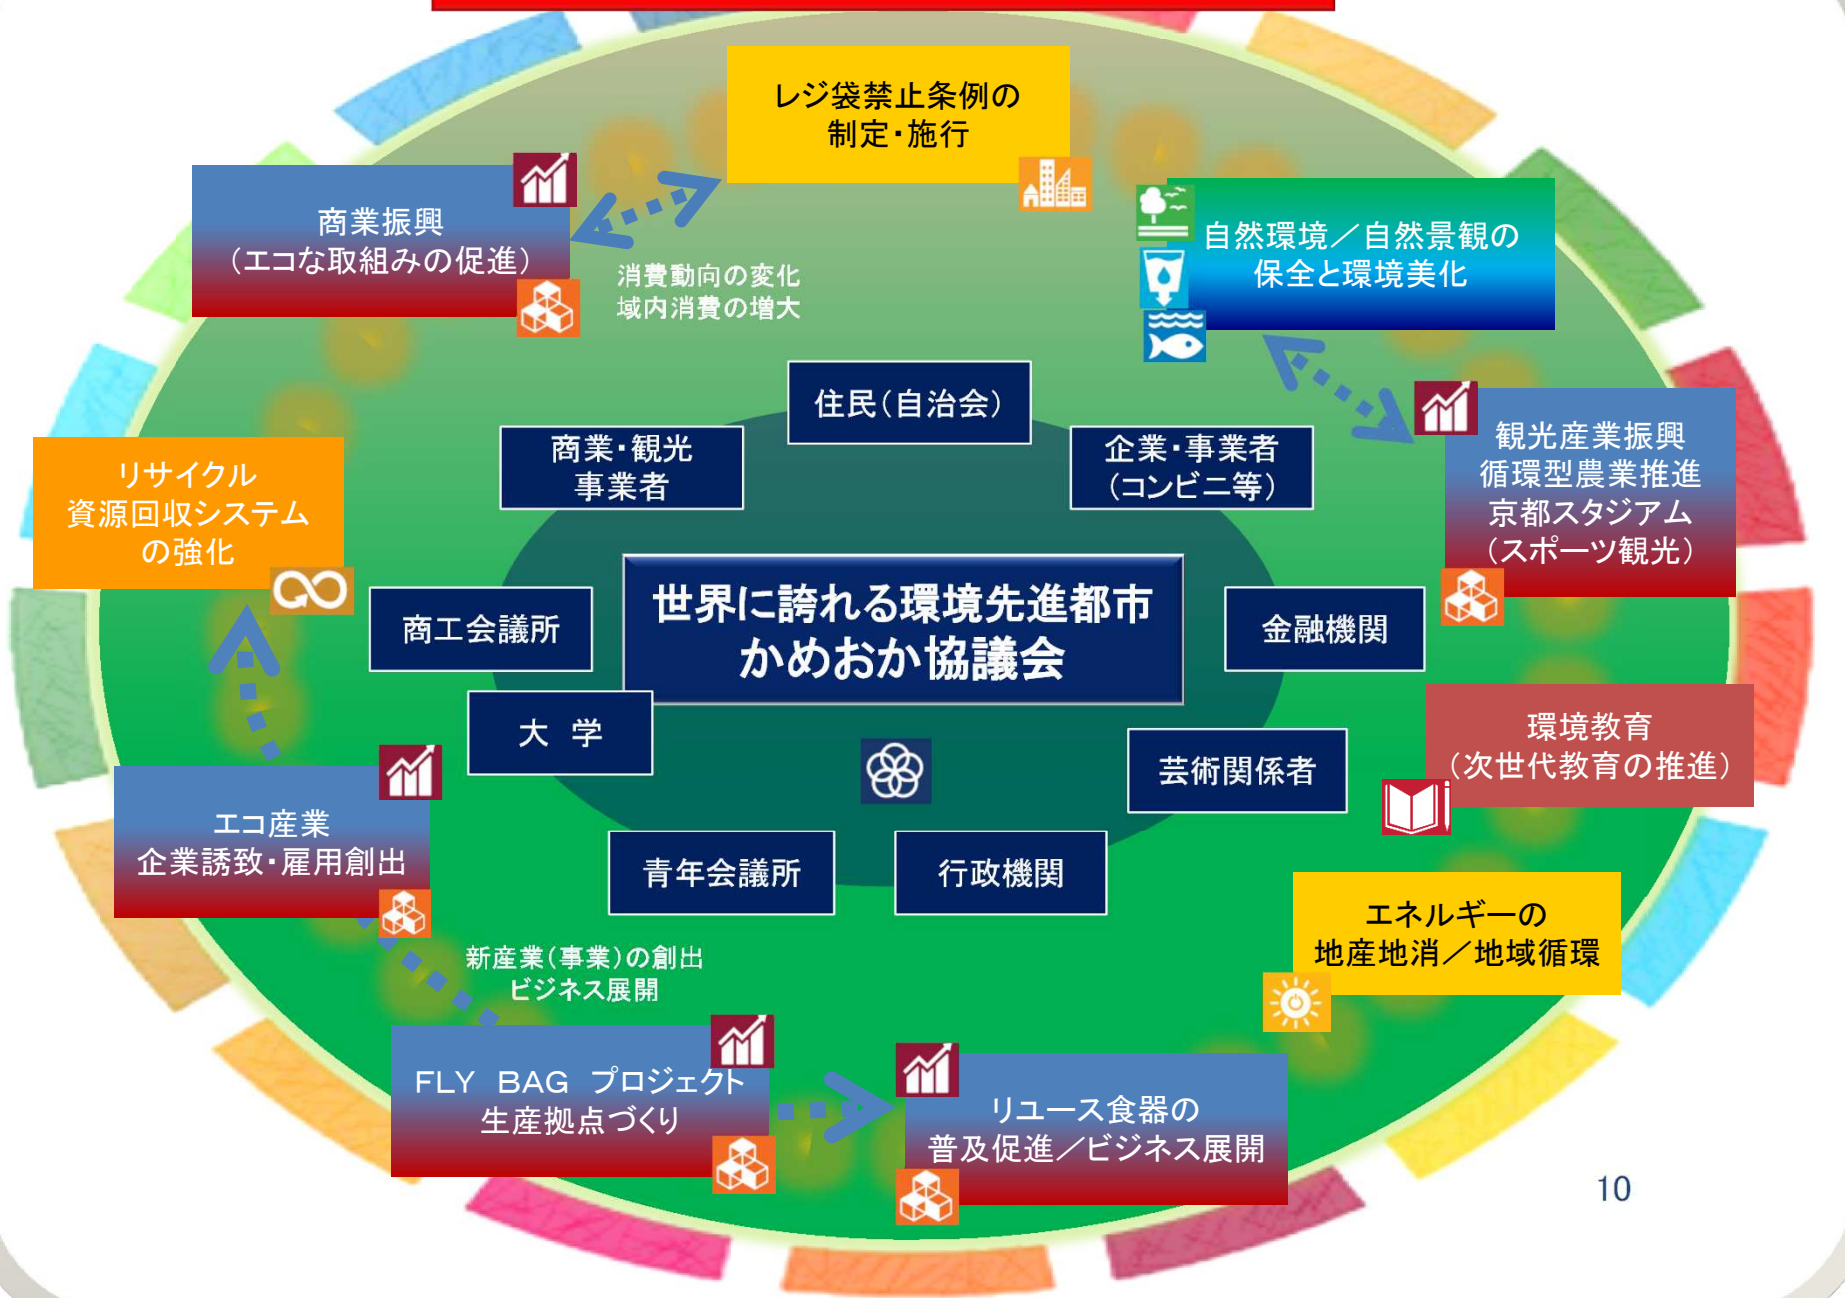 レジ袋禁止条例の
制定・施行
商業振興
（エコな取組みの促進）
消費動向の変化
域内消費の増大
自然環境／自然景観の
保全と環境美化
観光産業振興
循環型農業推進
京都スタジアム
（スポーツ観光）
住民（自治会）
商業・観光
事業者
企業・事業者
（コンビニ等）
リサイクル
資源回収システム
の強化
世界に誇れる環境先進都市
かめおか協議会
商工会議所
金融機関
大 学
芸術関係者
環境教育
（次世代教育の推進）
エコ産業
企業誘致・雇用創出
青年会議所
行政機関
エネルギーの
地産地消／地域循環
新産業（事業）の創出
ビジネス展開
FLY BAG プロジェクト
生産拠点づくり
リユース食器の
普及促進／ビジネス展開
10